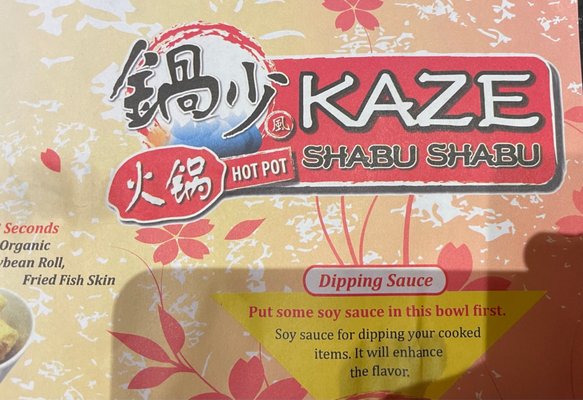 鍋少
風
KAZE
火锅
HOT POT
SHABU SHABU
Seconds
Organic
ybean Roll,
Fried Fish Skin
Dipping Sauce
Put some soy sauce in this bowl first.
Soy sauce for dipping your cooked
items. It will enhance
the flavor.